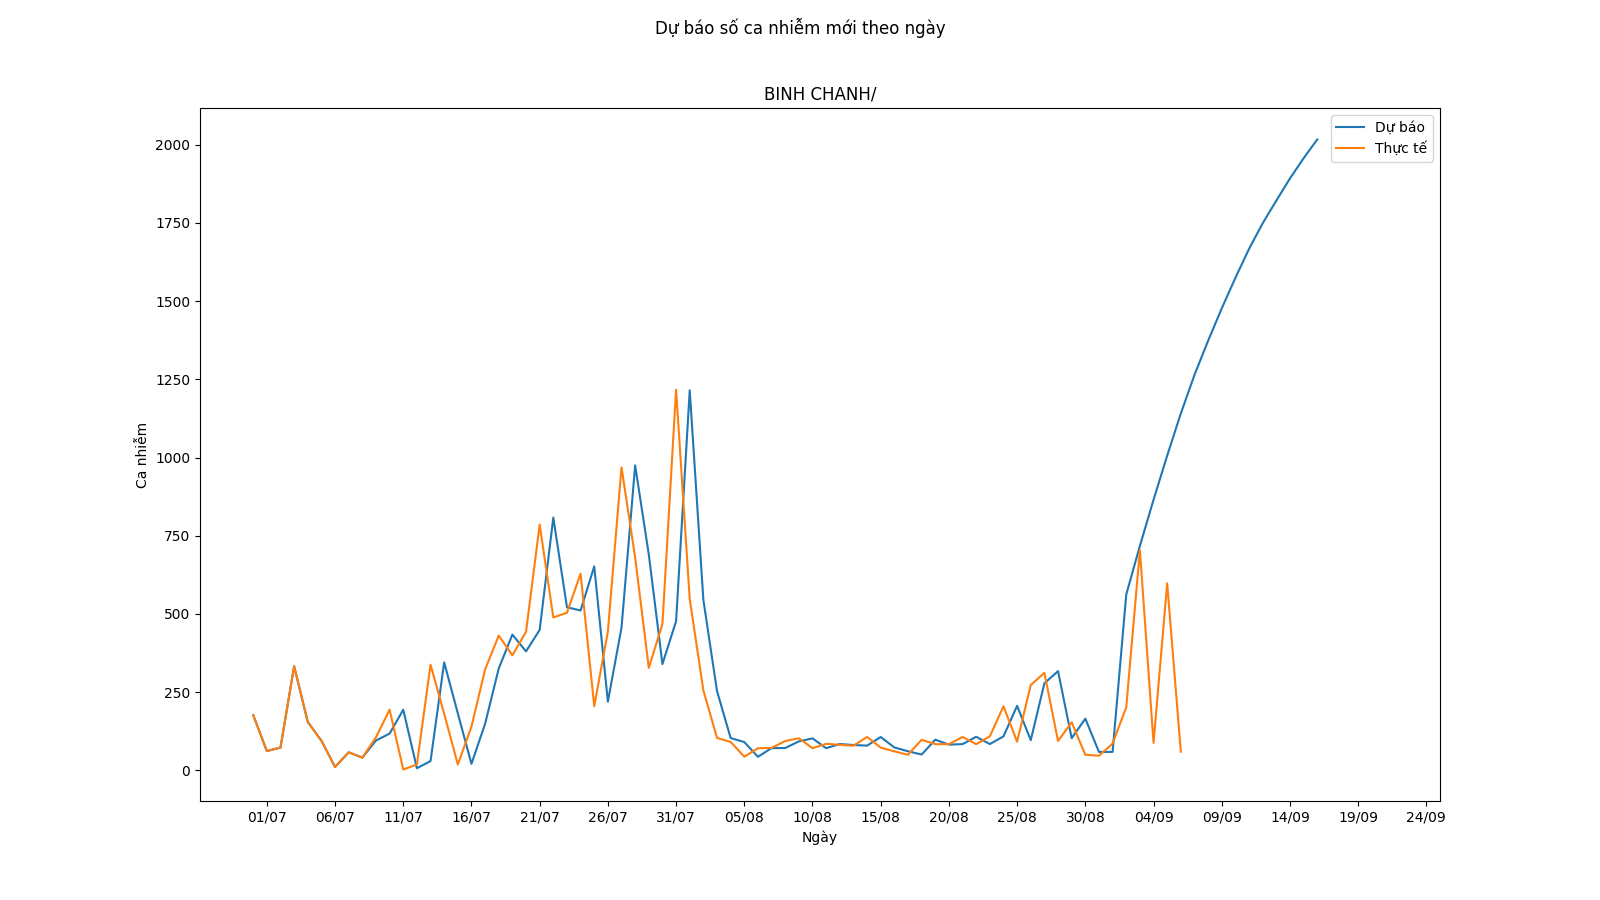 Dự báo số ca nhiễm mới theo ngày
BINH CHANH/
Dự báo
Thực tế
2000
1750
1500
1250
1000
750
500
250
0
Ca nhiễm
01/07 06/07 11/07 16/07 21/07 26/07 31/07 05/08 10/08 15/08 20/08 25/08 30/08 04/09 09/09 14/09 19/09 24/09
Ngày